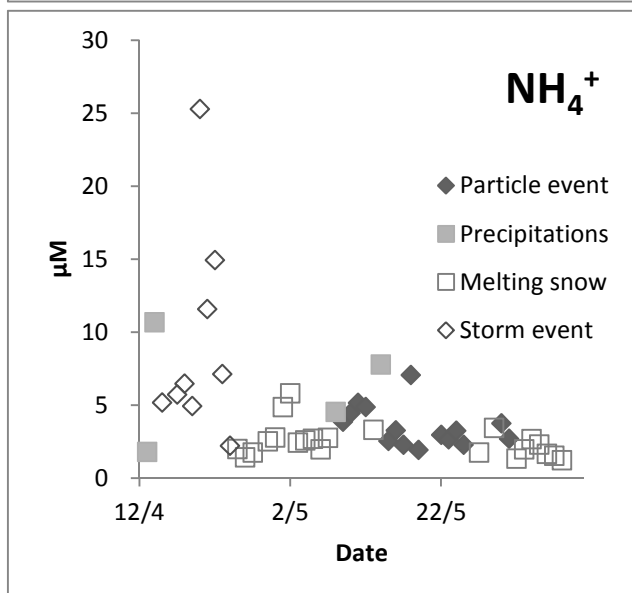 NH₄⁺
30
25
20
15
10
5
0
µM
Particle event
Precipitations
Melting snow
Storm event
12/4 2/5 22/5
Date